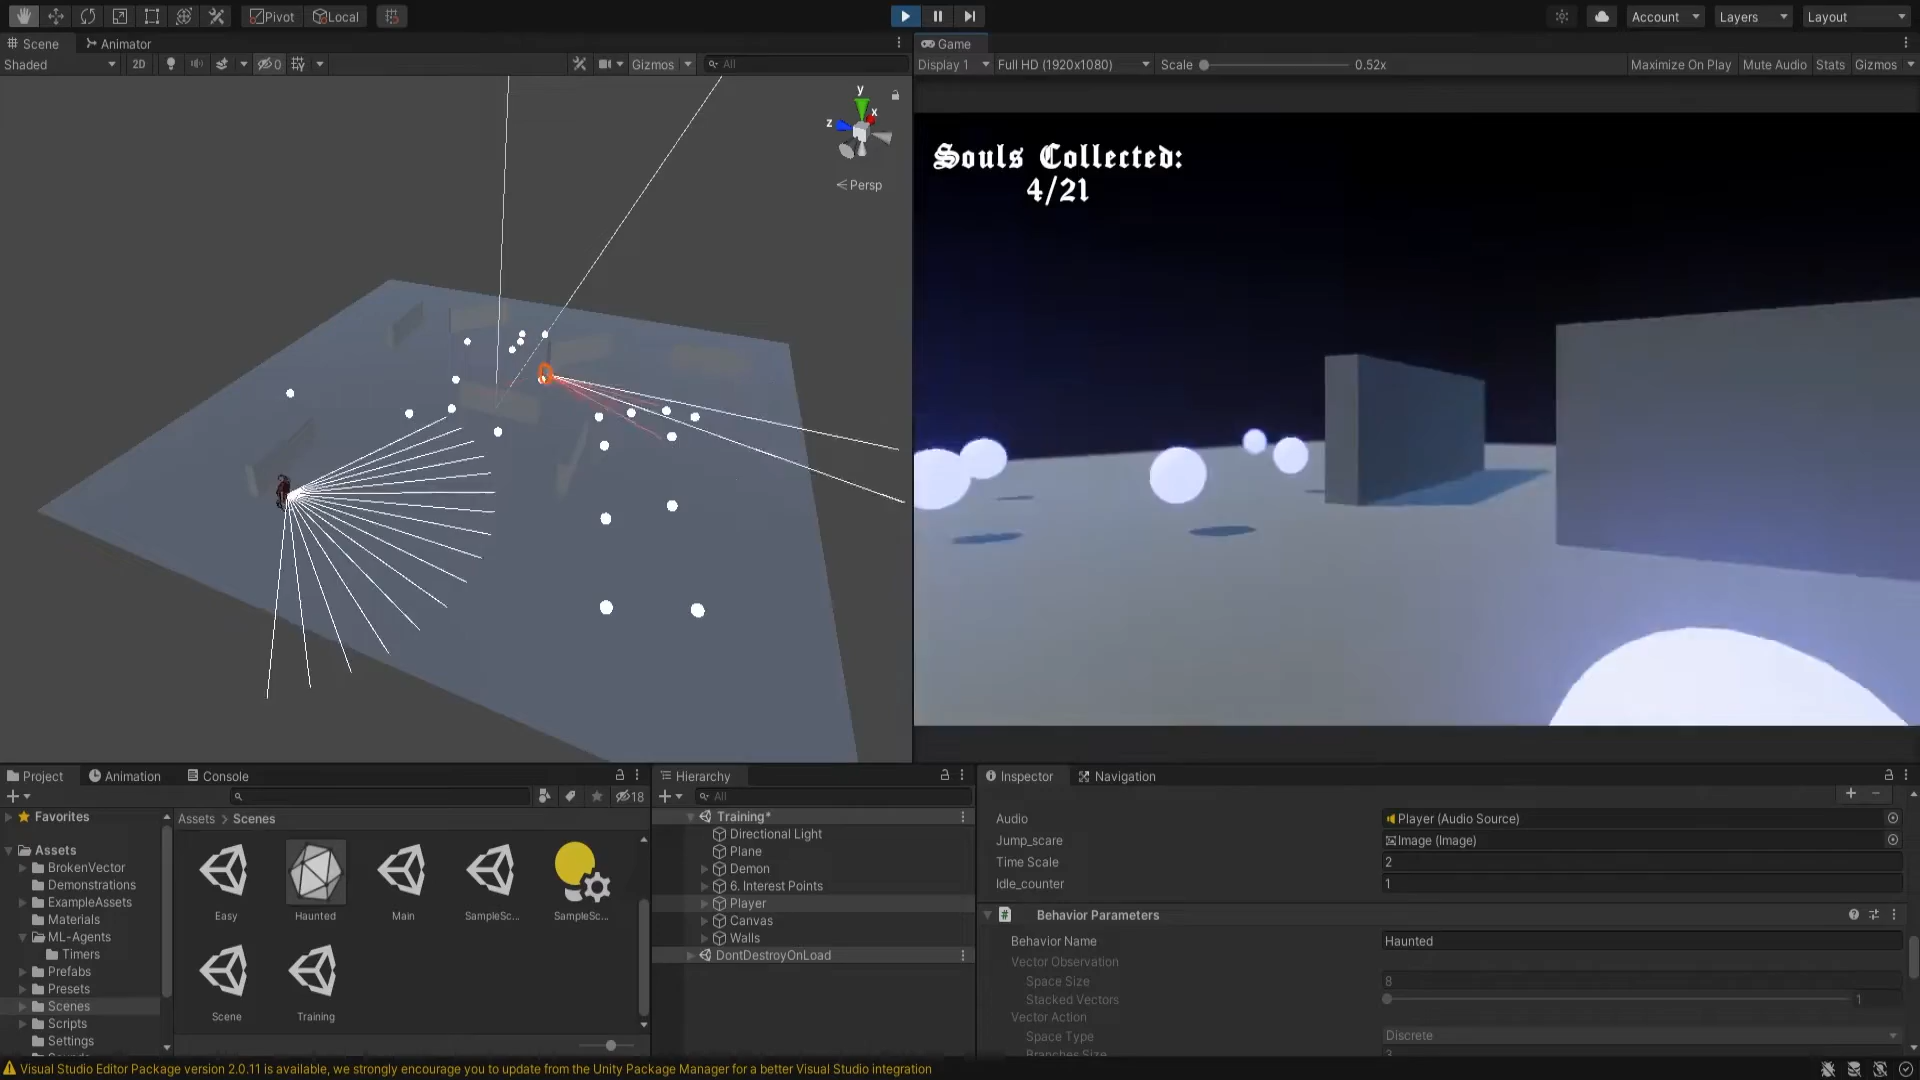 Pivot Local Account Layers Layout
Scene Animator
Shaded 2D 0 Gizmos All
y
x
z
Persp
Game
Display 1 Full HD (1920x1080) Scale 0.52x Maximize On Play Mute Audio Stats Gizmos
Souls Collected:
4/21
Project Animation Console
18
Favorites
Assets
BrokenVector
Demonstrations
ExampleAssets
Materials
ML-Agents
Timers
Prefabs
Presets
Scenes
Scripts
Settings
Assets > Scenes
Easy Haunted Main SampleSc... SampleSc...
Scene Training
Hierarchy
All
Training*
Directional Light
Plane
Demon
6. Interest Points
Player
Canvas
Walls
DontDestroyOnLoad
Inspector Navigation
Audio Player (Audio Source)
Jump_scare Image (Image)
Time Scale 2
Idle_counter 1
# Behavior Parameters
Behavior Name Haunted
Vector Observation
Space Size 8
Stacked Vectors 1
Vector Action
Space Type Discrete
Branches Size 3
Visual Studio Editor Package version 2.0.11 is available, we strongly encourage you to update from the Unity Package Manager for a better Visual Studio integration